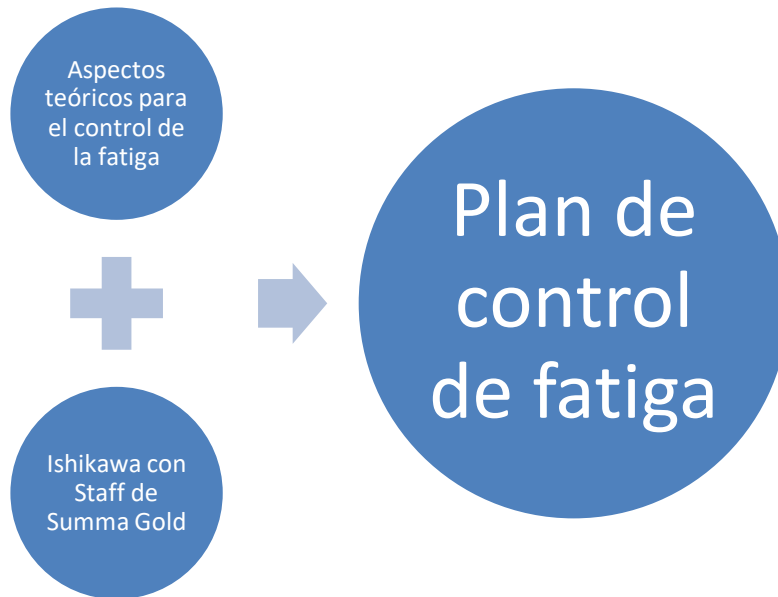 Aspectos
teóricos para
el control de
la fatiga
Ishikawa con
Staff de
Summa Gold
Plan de
control
de fatiga